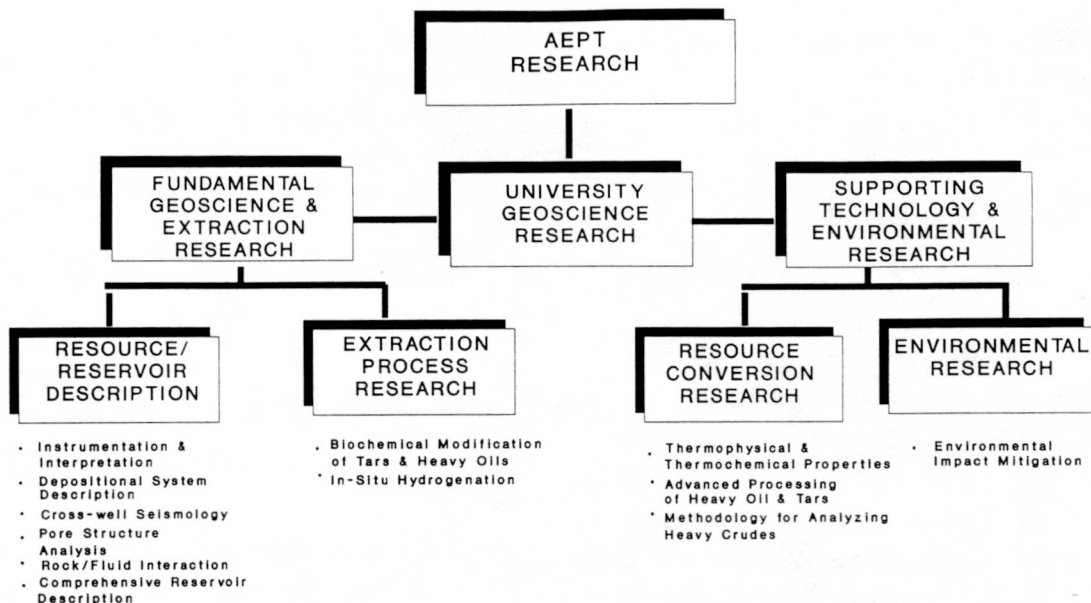 AEPT
RESEARCH
FUNDAMENTAL
GEOSCIENCE &
EXTRACTION
RESEARCH
UNIVERSITY
GEOSCIENCE
RESEARCH
SUPPORTING
TECHNOLOGY &
ENVIRONMENTAL
RESEARCH
RESOURCE/
RESERVOIR
DESCRIPTION
• Instrumentation &
Interpretation
• Depositional System
Description
• Cross-well Seismology
• Pore Structure
Analysis
• Rock/Fluid Interaction
• Comprehensive Reservoir
Description
EXTRACTION
PROCESS
RESEARCH
• Biochemical Modification
of Tars & Heavy Oils
• In-Situ Hydrogenation
RESOURCE
CONVERSION
RESEARCH
• Thermophysical &
Thermochemical Properties
• Advanced Processing
of Heavy Oil & Tars
• Methodology for Analyzing
Heavy Crudes
ENVIRONMENTAL
RESEARCH
• Environmental
Impact Mitigation